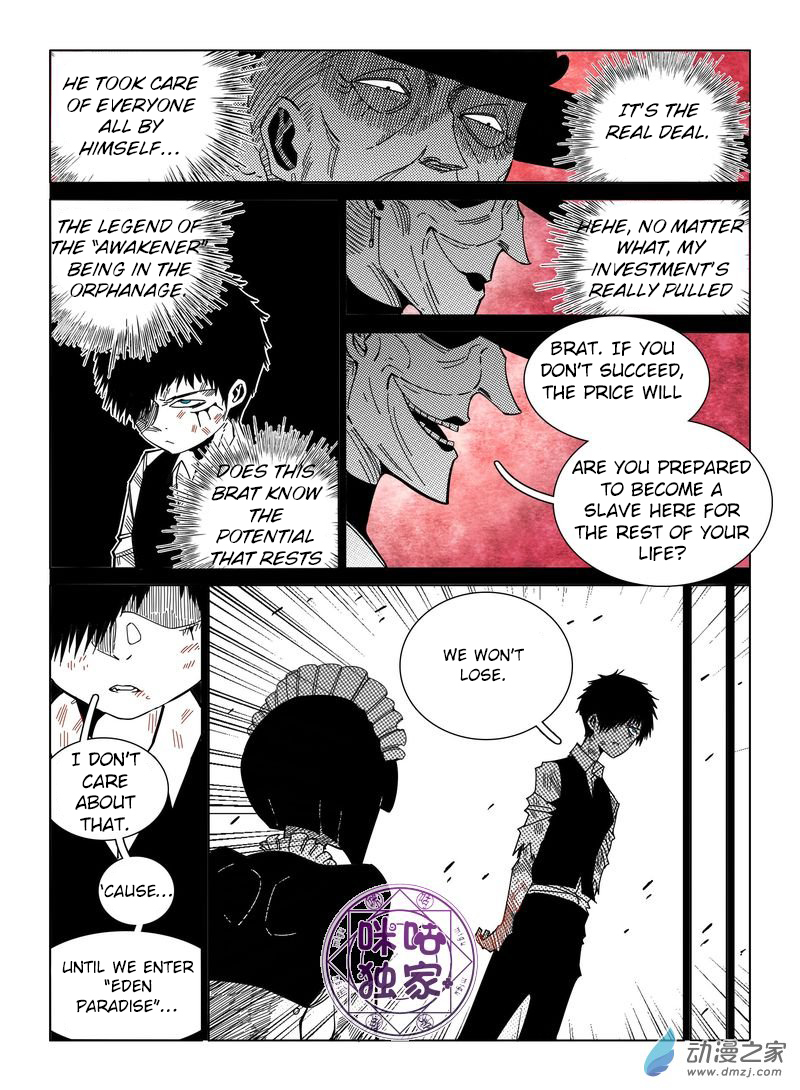 HE TOOK CARE
OF EVERYONE
ALL BY
HIMSELF...
IT'S THE
REAL DEAL.
THE LEGEND OF
THE "AWAKENER"
BEING IN THE
ORPHANAGE.
HEHE, NO MATTER
WHAT, MY
INVESTMENT'S
REALLY PULLED
BRAT. IF YOU
DON'T SUCCEED,
THE PRICE WILL
ARE YOU PREPARED
TO BECOME A
SLAVE HERE FOR
THE REST OF YOUR
LIFE?
DOES THIS
BRAT KNOW
THE
POTENTIAL
THAT RESTS
I DON'T
CARE
ABOUT
THAT.
'CAUSE...
UNTIL WE ENTER
"EDEN
PARADISE"...
WE WON'T
LOSE.
咪咕
独家
migu
动漫之家
www.dmzj.com